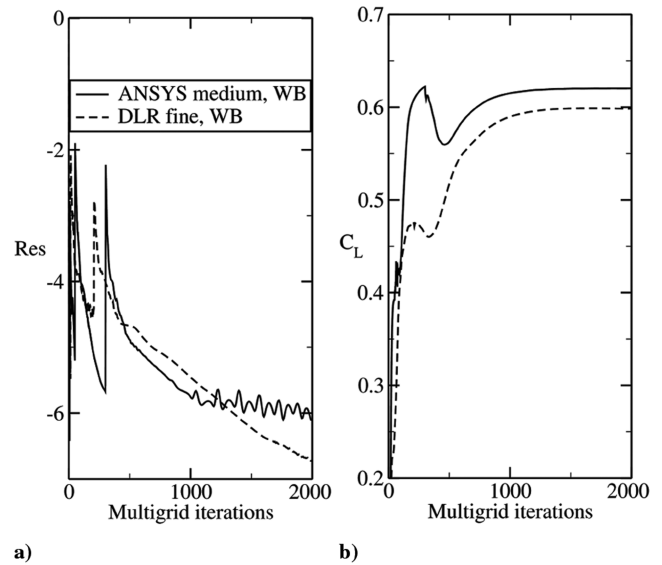 0
-2
-4
-6
Res
ANSYS medium, WB
DLR fine, WB
0 1000 2000
Multigrid iterations
a)
0.7
0.6
0.5
0.4
0.3
0.2
CL
0 1000 2000
Multigrid iterations
b)